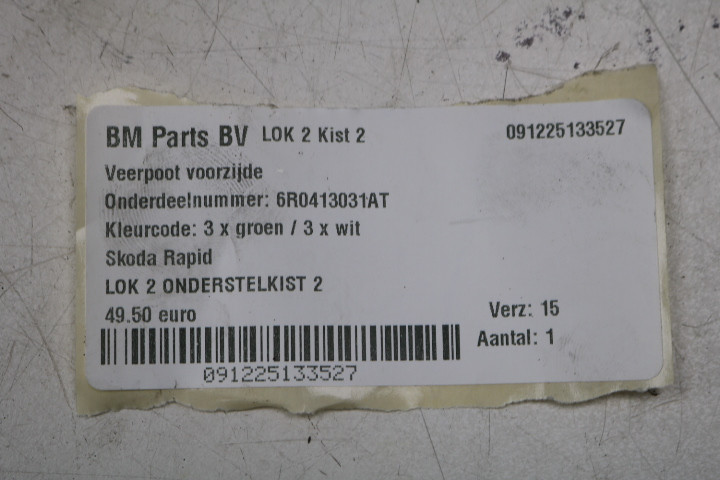 BM Parts BV LOK 2 Kist 2 091225133527
Veerpoot voorzijde
Onderdeelnummer: 6R0413031AT
Kleurcode: 3 x groen / 3 x wit
Skoda Rapid
LOK 2 ONDERSTELKIST 2
49.50 euro Verz: 15
Aantal: 1
091225133527